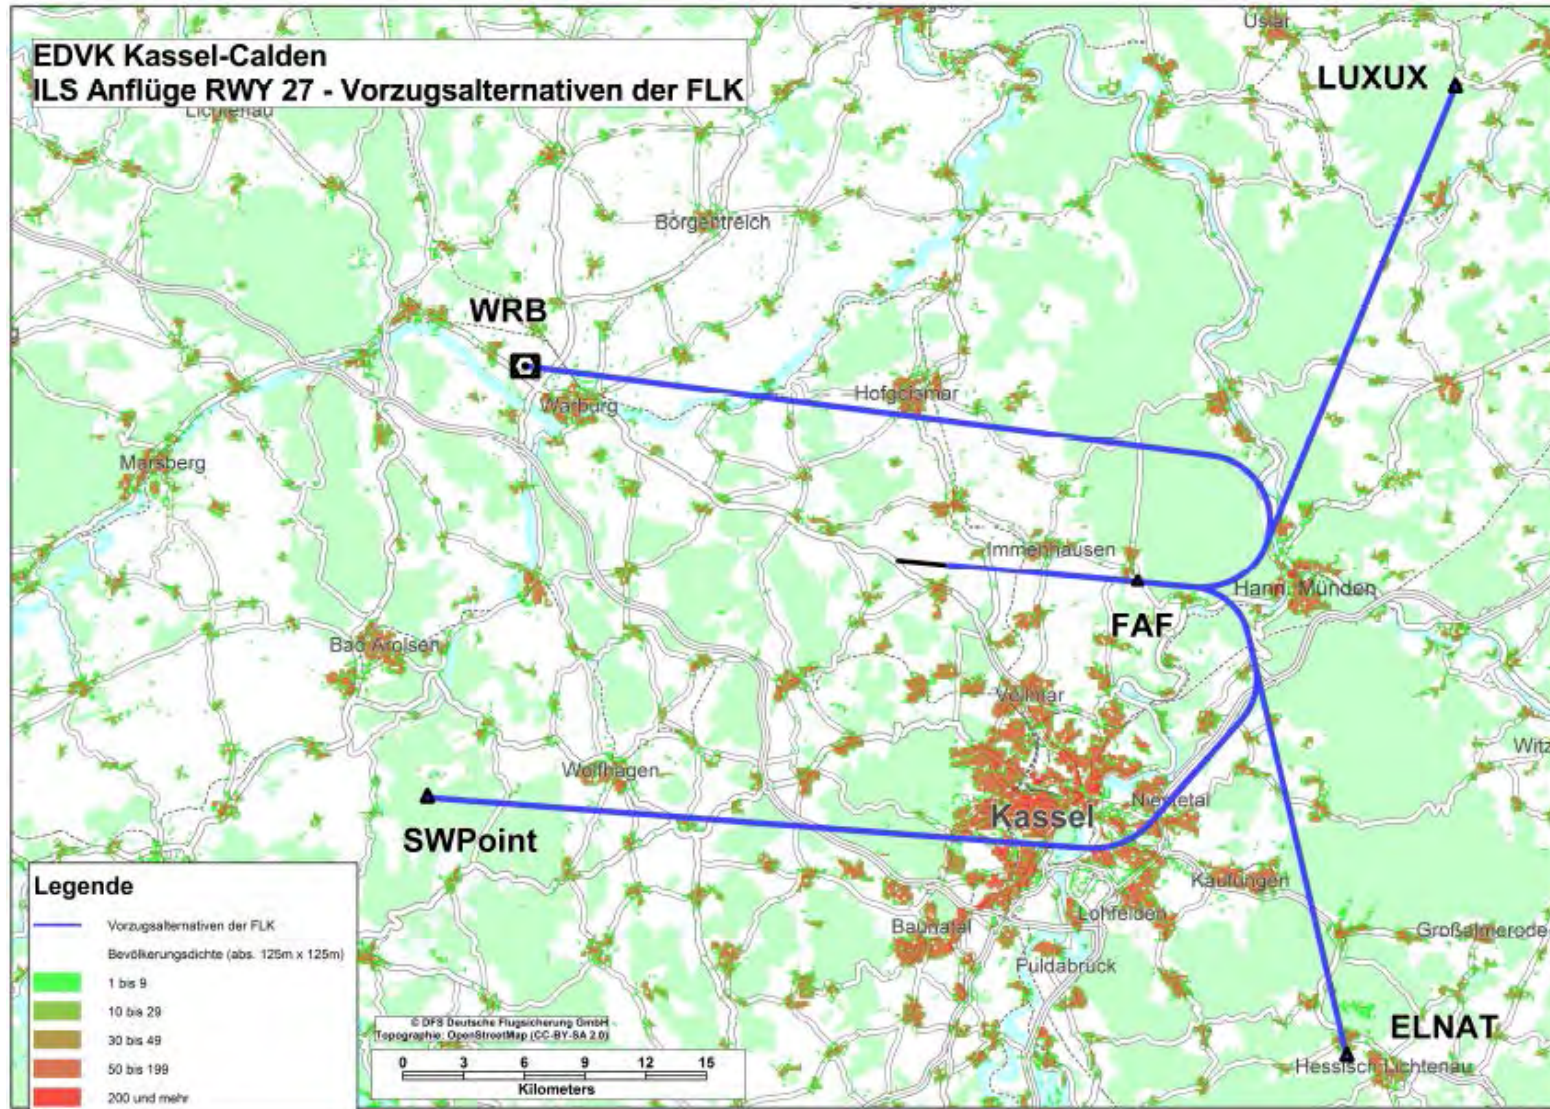 EDVK Kassel-Calden
ILS Anflüge RWY 27 - Vorzugsalternativen der FLK
Uslar
LUXUX
Lichtenau
Borgentreich
WRB
Hofgeismar
Warburg
Marsberg
Immenhausen
Hann. Münden
FAF
Bad Arolsen
Vellmar
Witz
Wolfhagen
Niestetal
Kassel
SWPoint
Kaufungen
Lohfelden
Baunatal
Großalmerode
Fuldabrück
ELNAT
Hessisch Lichtenau
Legende
Vorzugsalternativen der FLK
Bevölkerungsdichte (abs. 125m x 125m)
1 bis 9
10 bis 29
30 bis 49
50 bis 199
200 und mehr
© DFS Deutsche Flugsicherung GmbH
Topographie: OpenStreetMap (CC-BY-SA 2.0)
0 3 6 9 12 15
Kilometers